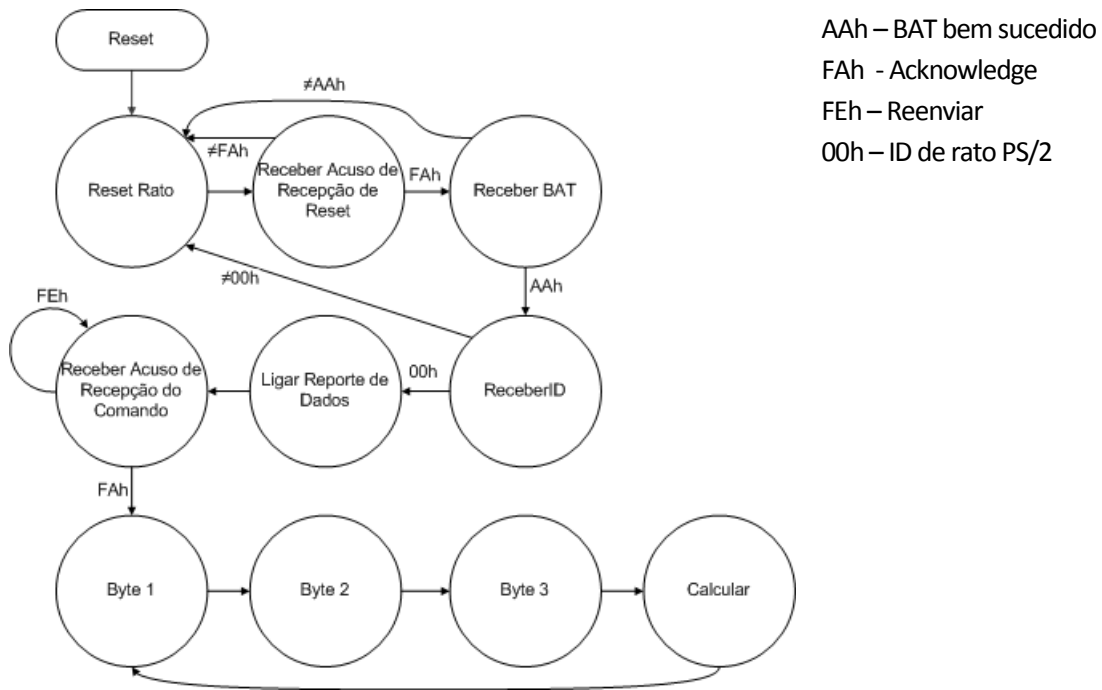 Reset
AAh – BAT bem sucedido
FAh - Acknowledge
FEh – Reenviar
00h – ID de rato PS/2
≠AAh
≠FAh
Reset Rato
Receber Acuso de
Recepção de
Reset
FAh
Receber BAT
≠00h
AAh
FEh
Receber Acuso de
Recepção do
Comando
Ligar Reporte de
Dados
00h
ReceberID
FAh
Byte 1
Byte 2
Byte 3
Calcular